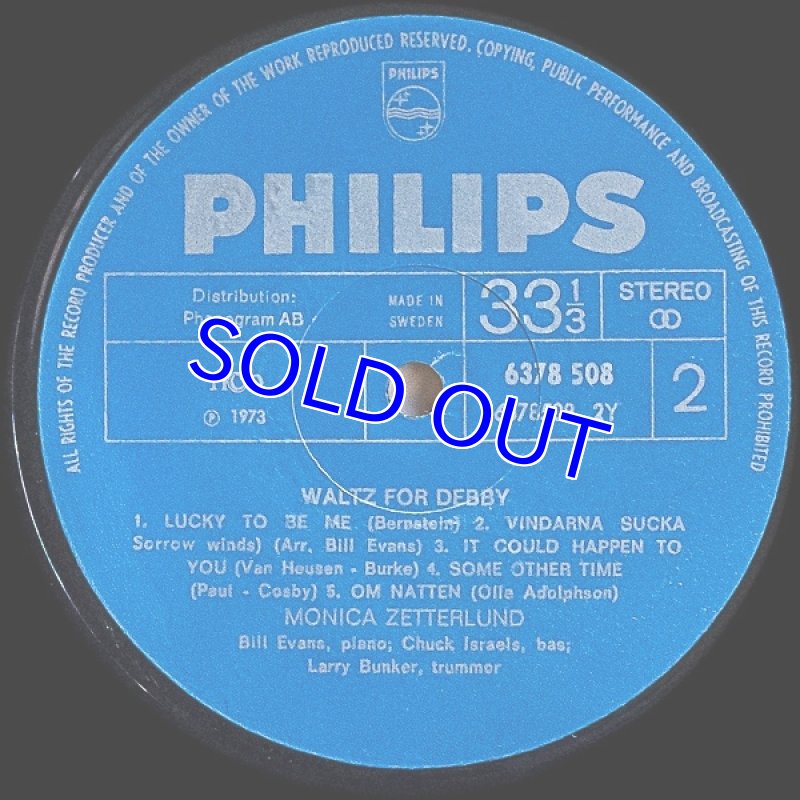 ALL RIGHTS OF THE RECORD PRODUCER AND OF THE OWNER OF THE WORK REPRODUCED RESERVED. COPYING, PUBLIC PERFORMANCE AND BROADCASTING OF THIS RECORD PROHIBITED
PHILIPS
PHILIPS
Distribution:
AB
MADE IN
SWEDEN
33 1/3
STEREO
℗ 1973
6378 508
2Y
2
SOLD OUT
WALTZ FOR DEBBY
1. LUCKY TO BE ME (Bernstein) 2. VINDARNA SUCKA
Sorrow winds) (Arr. Bill Evans) 3. IT COULD HAPPEN TO
YOU (Van Heusen - Burke) 4. SOME OTHER TIME
(Paul - Cosby) 5. OM NATTEN (Olle Adolphson)
MONICA ZETTERLUND
Bill Evans, piano; Chuck Israels, bas;
Larry Bunker, trummor